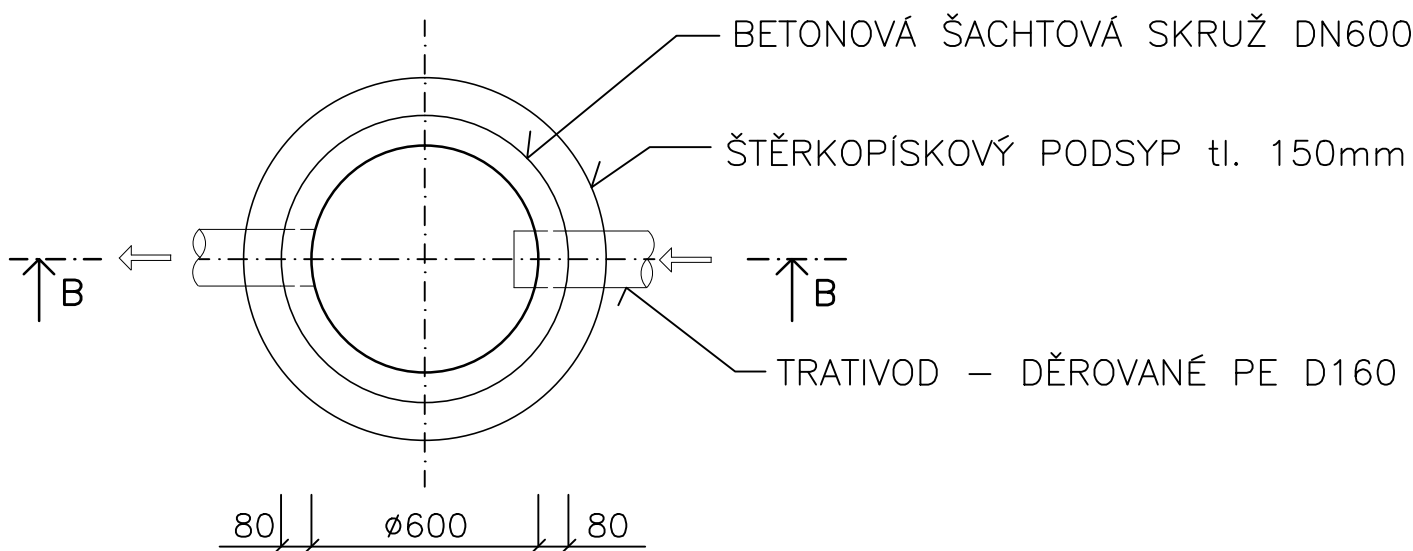 BETONOVÁ ŠACHTOVÁ SKRUŽ DN600
ŠTĚRKOPÍSKOVÝ PODSYP tl. 150mm
B
B
TRATIVOD – DĚROVANÉ PE D160
80 ø600 80